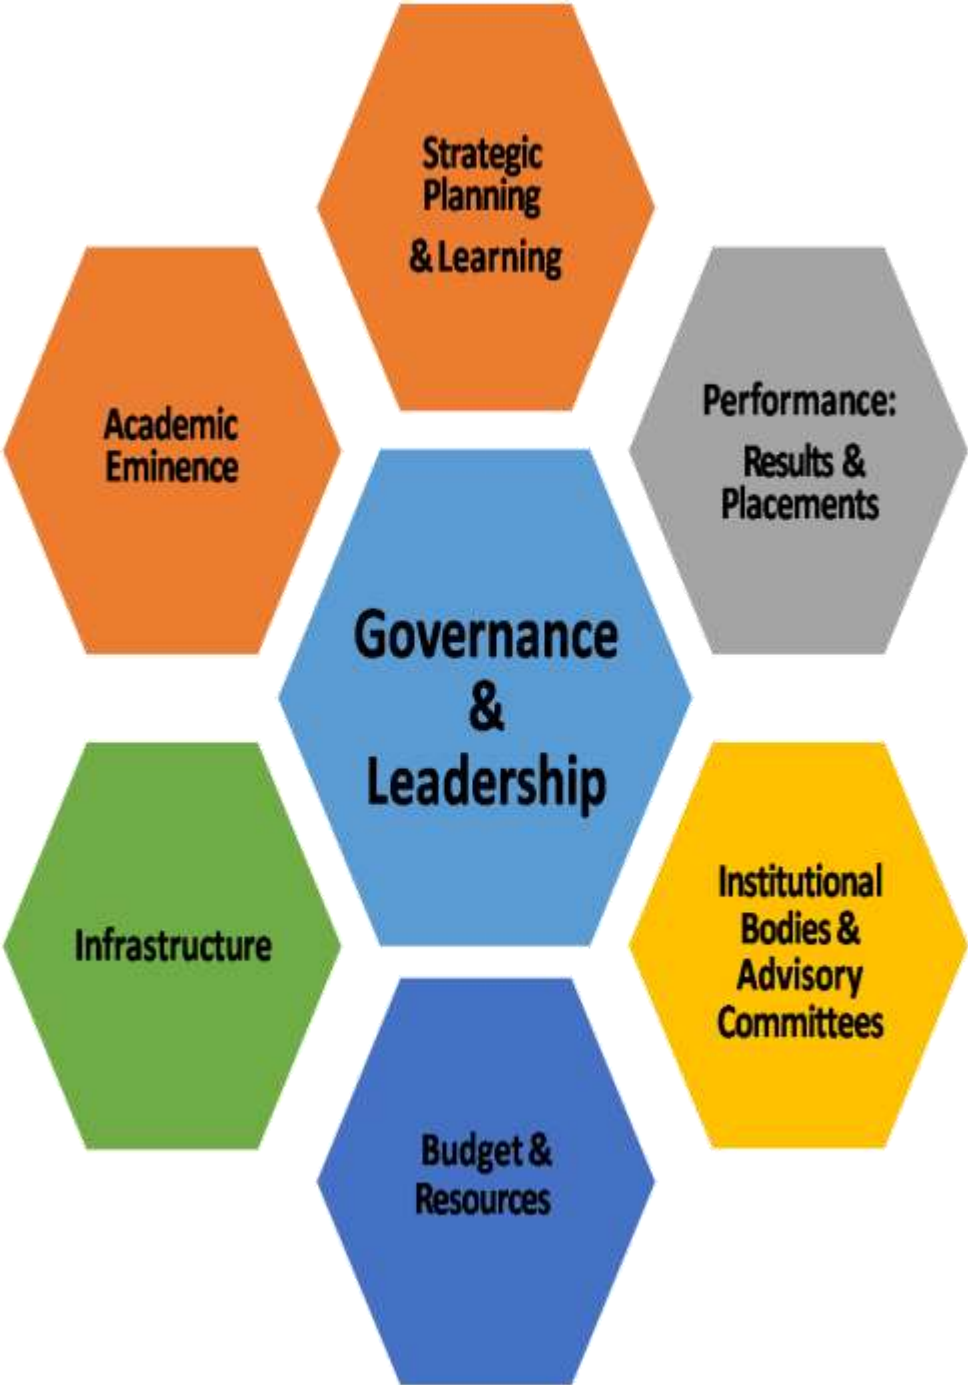 Strategic
Planning
& Learning
Performance:
Results &
Placements
Academic
Eminence
Governance
&
Leadership
Institutional
Bodies &
Advisory
Committees
Infrastructure
Budget &
Resources